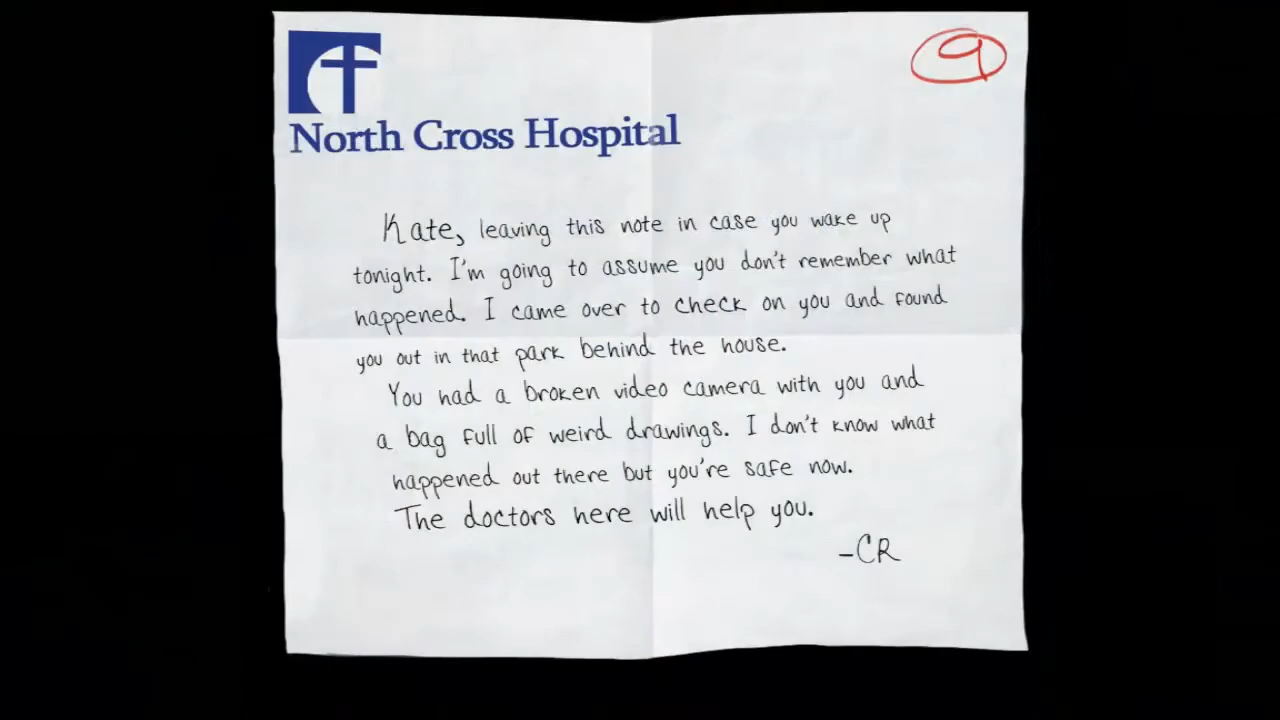 9
North Cross Hospital
Kate, leaving this note in case you wake up
tonight. I'm going to assume you don't remember what
happened. I came over to check on you and found
you out in that park behind the house.
You had a broken video camera with you and
a bag full of weird drawings. I don't know what
happened out there but you're safe now.
The doctors here will help you.
-CR